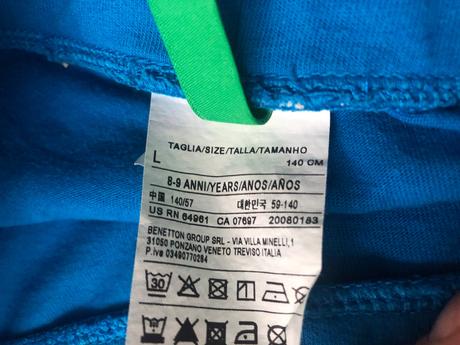 TAGLIA/SIZE/TALLA/TAMANHO
L 140 CM
8-9 ANNI/YEARS/ANOS/AÑOS
中国 140/57 대한민국 59-140
US RN 64961 CA 07697 20080183
BENETTON GROUP SRL - VIA VILLA MINELLI,1
31050 PONZANO VENETO TREVISO ITALIA
P.iva 03490770264
30
L